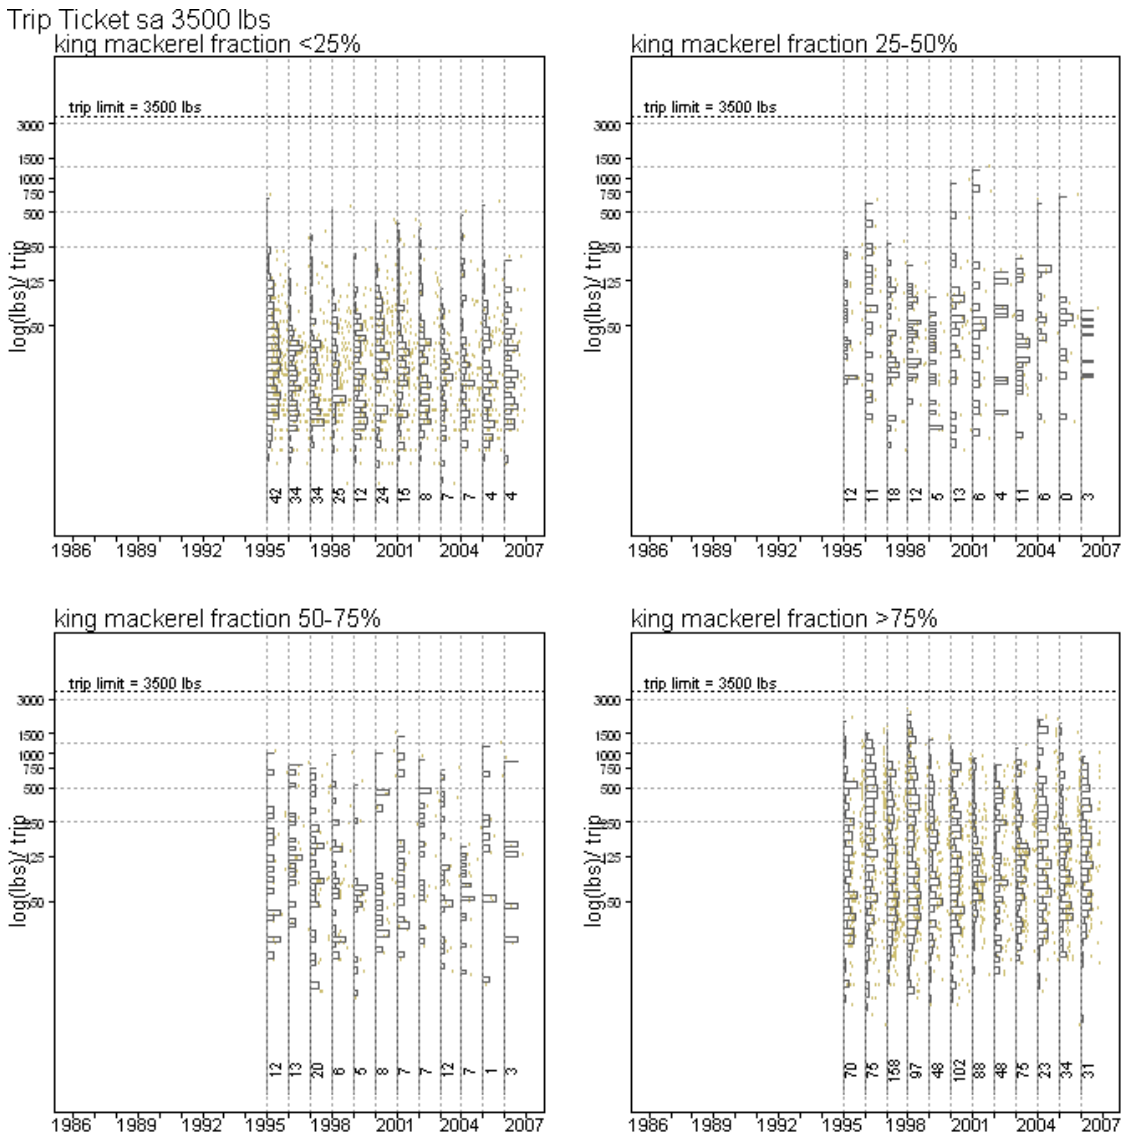 Trip Ticket sa 3500 lbs
king mackerel fraction <25%
trip limit = 3500 lbs
3000
1500
1000
750
500
250
125
50
log(lbs)/ trip
42 34 34 25 12 24 15 8 7 7 4 4
1986 1989 1992 1995 1998 2001 2004 2007
king mackerel fraction 25-50%
trip limit = 3500 lbs
3000
1500
1000
750
500
250
125
50
log(lbs)/ trip
12 11 18 12 5 13 6 4 11 6 0 3
1986 1989 1992 1995 1998 2001 2004 2007
king mackerel fraction 50-75%
trip limit = 3500 lbs
3000
1500
1000
750
500
250
125
50
log(lbs)/ trip
12 13 20 6 5 8 7 7 12 7 1 3
1986 1989 1992 1995 1998 2001 2004 2007
king mackerel fraction >75%
trip limit = 3500 lbs
3000
1500
1000
750
500
250
125
50
log(lbs)/ trip
70 75 158 97 48 102 88 48 75 23 34 31
1986 1989 1992 1995 1998 2001 2004 2007